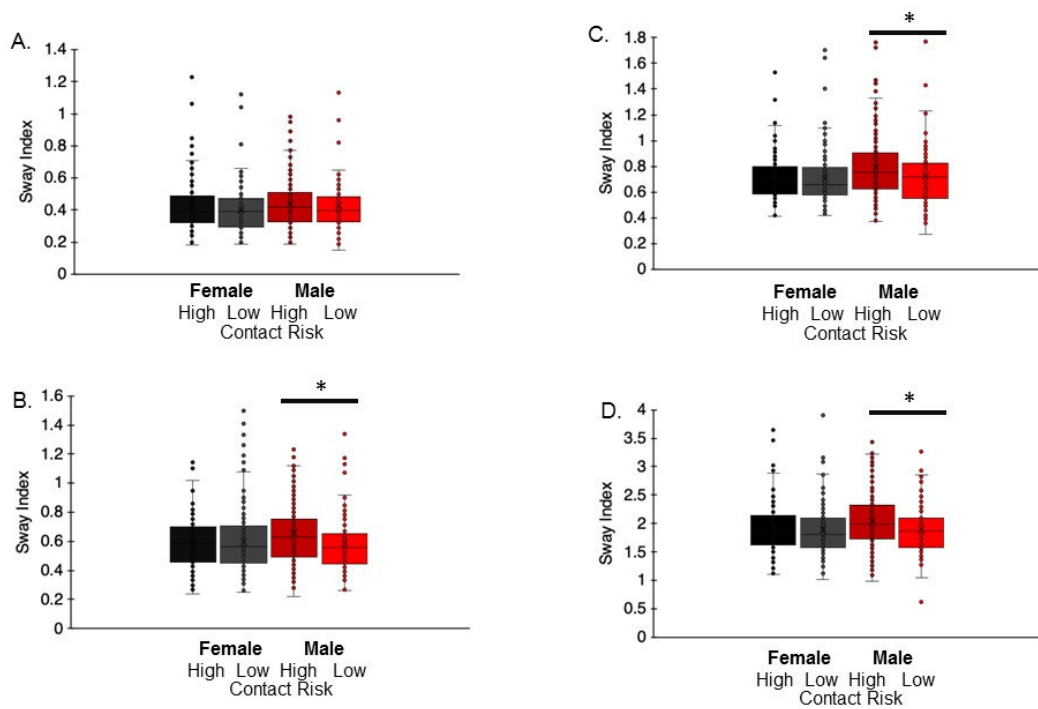 A.
1.4
1.2
1
0.8
0.6
0.4
0.2
0
Sway Index
Female Male
High Low High Low
Contact Risk
B.
1.6
1.4
1.2
1
0.8
0.6
0.4
0.2
0
Sway Index
*
Female Male
High Low High Low
Contact Risk
C.
1.8
1.6
1.4
1.2
1
0.8
0.6
0.4
0.2
0
Sway Index
*
Female Male
High Low High Low
Contact Risk
D.
4
3.5
3
2.5
2
1.5
1
0.5
0
Sway Index
*
Female Male
High Low High Low
Contact Risk